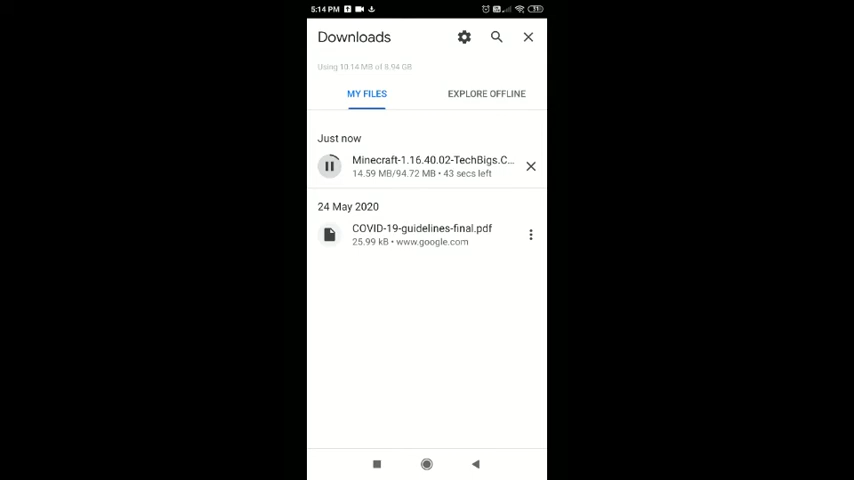 5:14 PM
Downloads
Using 10.14 MB of 8.94 GB
MY FILES EXPLORE OFFLINE
Just now
Minecraft-1.16.40.02-TechBigs.C...
14.59 MB/94.72 MB • 43 secs left
24 May 2020
COVID-19-guidelines-final.pdf
25.99 kB • www.google.com